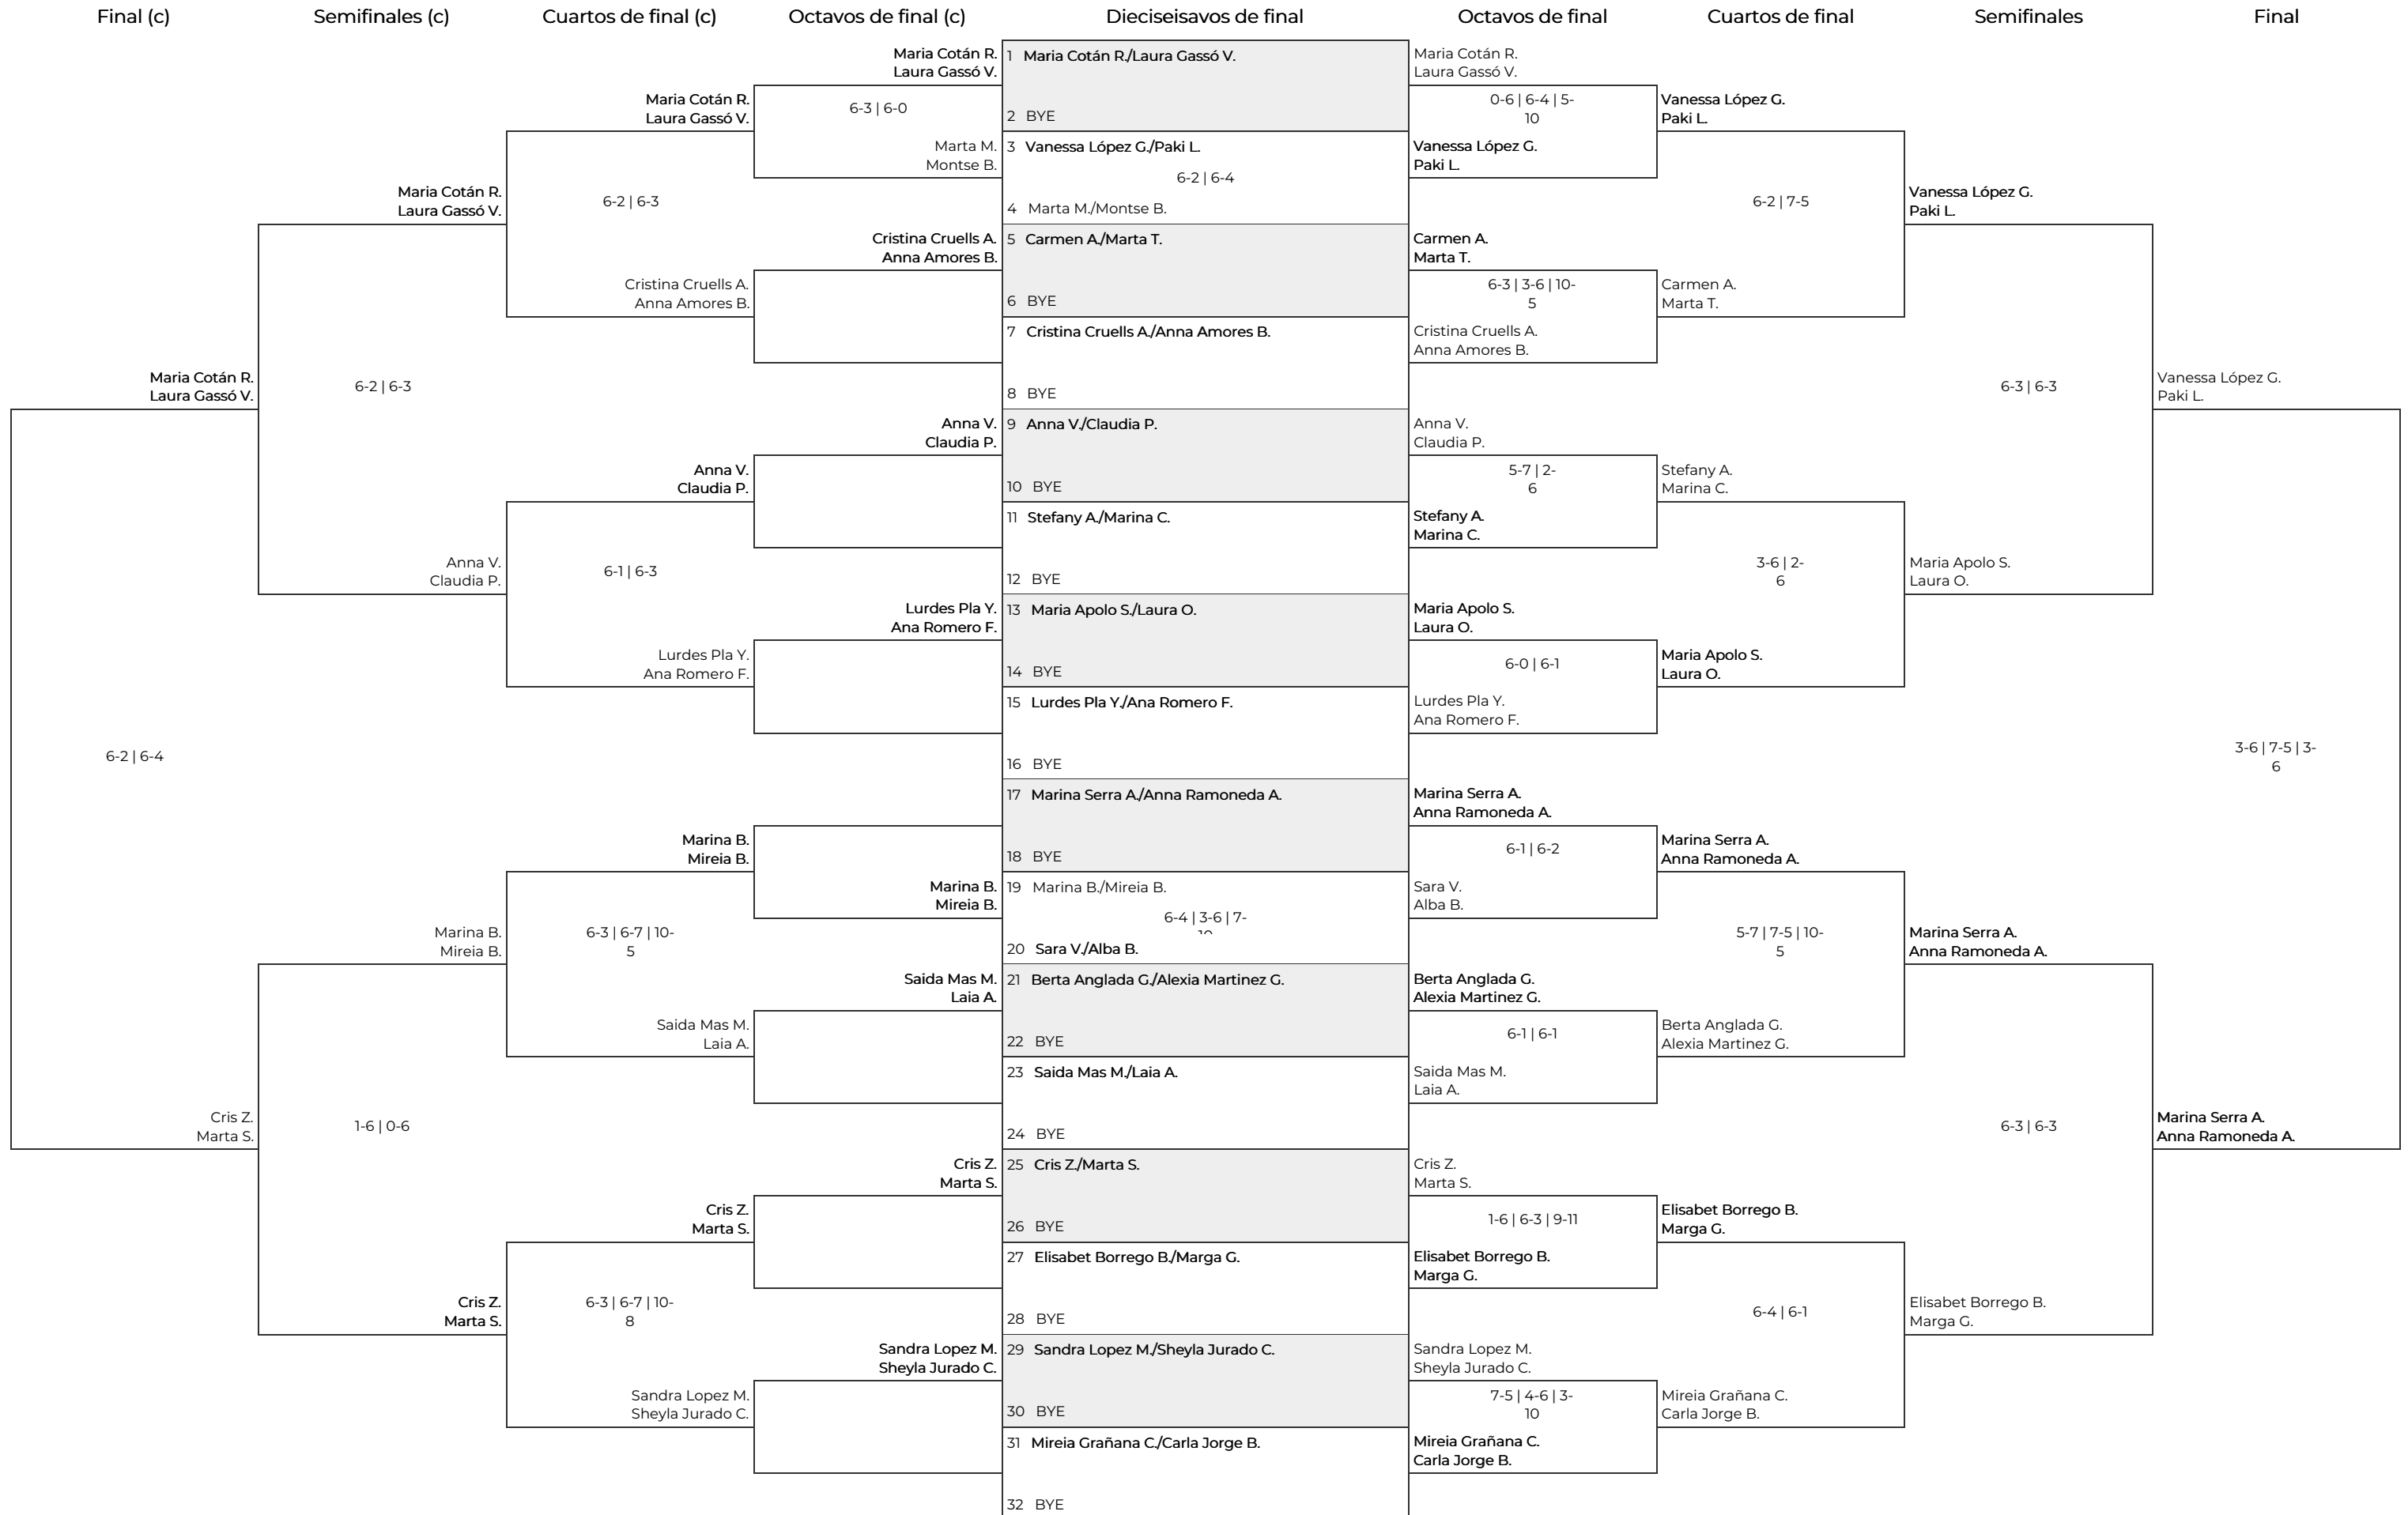 Final (c)
Semifinales (c)
Cuartos de final (c)
Octavos de final (c)
Dieciseisavos de final
Octavos de final
Cuartos de final
Semifinales
Final
Maria Cotán R.
Laura Gassó V.
6-2 | 6-4
Cris Z.
Marta S.
Maria Cotán R.
Laura Gassó V.
6-2 | 6-3
Anna V.
Claudia P.
Marina B.
Mireia B.
1-6 | 0-6
Cris Z.
Marta S.
Maria Cotán R.
Laura Gassó V.
6-2 | 6-3
Cristina Cruells A.
Anna Amores B.
Anna V.
Claudia P.
6-1 | 6-3
Lurdes Pla Y.
Ana Romero F.
Marina B.
Mireia B.
6-3 | 6-7 | 10-
5
Saida Mas M.
Laia A.
Cris Z.
Marta S.
6-3 | 6-7 | 10-
8
Sandra Lopez M.
Sheyla Jurado C.
Maria Cotán R.
Laura Gassó V.
6-3 | 6-0
Marta M.
Montse B.
Cristina Cruells A.
Anna Amores B.
Anna V.
Claudia P.
Lurdes Pla Y.
Ana Romero F.
Marina B.
Mireia B.
Saida Mas M.
Laia A.
Cris Z.
Marta S.
Sandra Lopez M.
Sheyla Jurado C.
1 Maria Cotán R./Laura Gassó V.
2 BYE
3 Vanessa López G./Paki L.
6-2 | 6-4
4 Marta M./Montse B.
5 Carmen A./Marta T.
6 BYE
7 Cristina Cruells A./Anna Amores B.
8 BYE
9 Anna V./Claudia P.
10 BYE
11 Stefany A./Marina C.
12 BYE
13 Maria Apolo S./Laura O.
14 BYE
15 Lurdes Pla Y./Ana Romero F.
16 BYE
17 Marina Serra A./Anna Ramoneda A.
18 BYE
19 Marina B./Mireia B.
6-4 | 3-6 | 7-
20 Sara V./Alba B.
21 Berta Anglada G./Alexia Martinez G.
22 BYE
23 Saida Mas M./Laia A.
24 BYE
25 Cris Z./Marta S.
26 BYE
27 Elisabet Borrego B./Marga G.
28 BYE
29 Sandra Lopez M./Sheyla Jurado C.
30 BYE
31 Mireia Grañana C./Carla Jorge B.
32 BYE
Maria Cotán R.
Laura Gassó V.
0-6 | 6-4 | 5-
10
Vanessa López G.
Paki L.
Carmen A.
Marta T.
6-3 | 3-6 | 10-
5
Cristina Cruells A.
Anna Amores B.
Anna V.
Claudia P.
5-7 | 2-
6
Stefany A.
Marina C.
Maria Apolo S.
Laura O.
6-0 | 6-1
Lurdes Pla Y.
Ana Romero F.
Marina Serra A.
Anna Ramoneda A.
6-1 | 6-2
Sara V.
Alba B.
Berta Anglada G.
Alexia Martinez G.
6-1 | 6-1
Saida Mas M.
Laia A.
Cris Z.
Marta S.
1-6 | 6-3 | 9-11
Elisabet Borrego B.
Marga G.
Sandra Lopez M.
Sheyla Jurado C.
7-5 | 4-6 | 3-
10
Mireia Grañana C.
Carla Jorge B.
Vanessa López G.
Paki L.
6-2 | 7-5
Carmen A.
Marta T.
Stefany A.
Marina C.
3-6 | 2-
6
Maria Apolo S.
Laura O.
Marina Serra A.
Anna Ramoneda A.
5-7 | 7-5 | 10-
5
Berta Anglada G.
Alexia Martinez G.
Elisabet Borrego B.
Marga G.
6-4 | 6-1
Mireia Grañana C.
Carla Jorge B.
Vanessa López G.
Paki L.
6-3 | 6-3
Maria Apolo S.
Laura O.
Marina Serra A.
Anna Ramoneda A.
6-3 | 6-3
Elisabet Borrego B.
Marga G.
Vanessa López G.
Paki L.
3-6 | 7-5 | 3-
6
Marina Serra A.
Anna Ramoneda A.